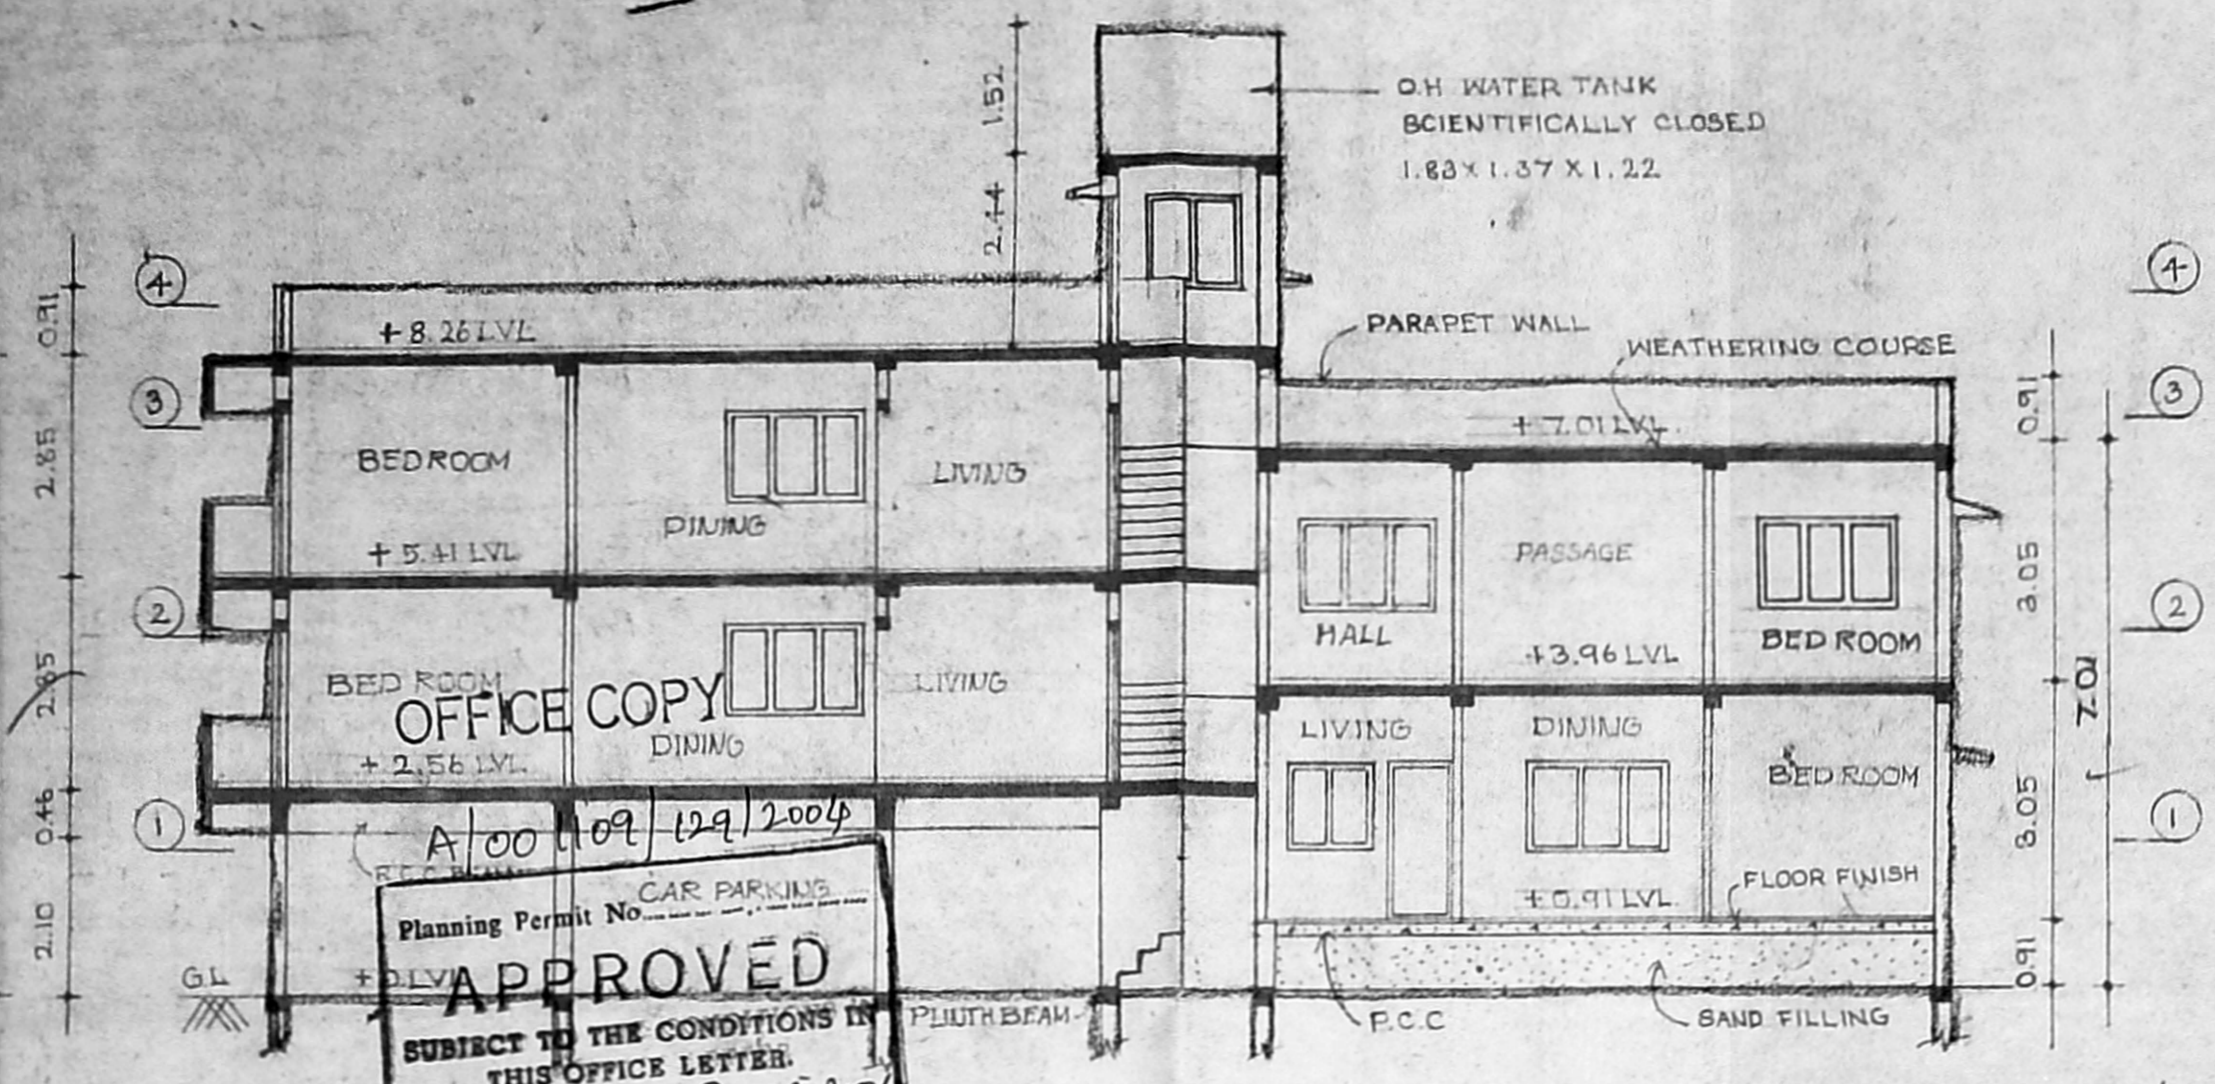 1.52
O.H WATER TANK
SCIENTIFICALLY CLOSED
1.83 X 1.37 X 1.22
2.44
4
4
0.91
+ 8.26 LVL
PARAPET WALL
WEATHERING COURSE
3
3
0.91
+ 7.01 LVL.
2.85
BEDROOM
DINING
LIVING
+ 5.41 LVL
HALL
PASSAGE
BED ROOM
3.05
2
2
+3.96 LVL
2.85
BED ROOM
OFFICE COPY
DINING
LIVING
+ 2.56 LVL
LIVING
DINING
BED ROOM
7.01
0.46
1
1
3.05
A/00 109/129/2004
R.C.C BEAM
CAR PARKING
Planning Permit No
APPROVED
SUBJECT TO THE CONDITIONS IN
THIS OFFICE LETTER.
2.10
G.L
+ 0 LVL
PLINTH BEAM
+ 0.91 LVL.
FLOOR FINISH
0.91
P.C.C
SAND FILLING